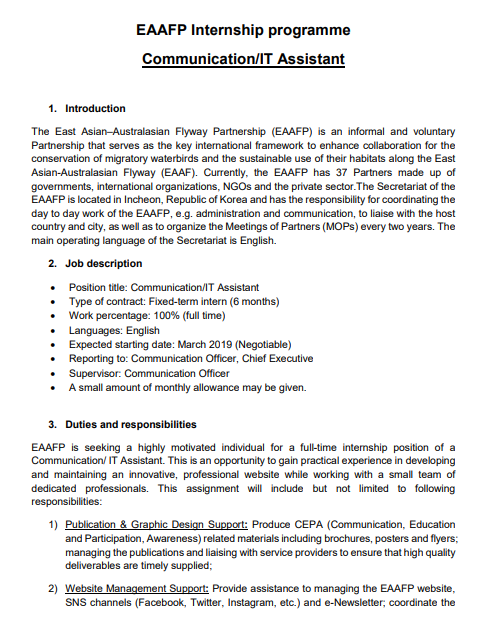 EAAFP Internship programme
Communication/IT Assistant
1. Introduction
The East Asian–Australasian Flyway Partnership (EAAFP) is an informal and voluntary
Partnership that serves as the key international framework to enhance collaboration for the
conservation of migratory waterbirds and the sustainable use of their habitats along the East
Asian-Australasian Flyway (EAAF). Currently, the EAAFP has 37 Partners made up of
governments, international organizations, NGOs and the private sector.The Secretariat of the
EAAFP is located in Incheon, Republic of Korea and has the responsibility for coordinating the
day to day work of the EAAFP, e.g. administration and communication, to liaise with the host
country and city, as well as to organize the Meetings of Partners (MOPs) every two years. The
main operating language of the Secretariat is English.
2. Job description
• Position title: Communication/IT Assistant
• Type of contract: Fixed-term intern (6 months)
• Work percentage: 100% (full time)
• Languages: English
• Expected starting date: March 2019 (Negotiable)
• Reporting to: Communication Officer, Chief Executive
• Supervisor: Communication Officer
• A small amount of monthly allowance may be given.
3. Duties and responsibilities
EAAFP is seeking a highly motivated individual for a full-time internship position of a
Communication/ IT Assistant. This is an opportunity to gain practical experience in developing
and maintaining an innovative, professional website while working with a small team of
dedicated professionals. This assignment will include but not limited to following
responsibilities:
1) Publication & Graphic Design Support: Produce CEPA (Communication, Education
and Participation, Awareness) related materials including brochures, posters and flyers;
managing the publications and liaising with service providers to ensure that high quality
deliverables are timely supplied;
2) Website Management Support: Provide assistance to managing the EAAFP website,
SNS channels (Facebook, Twitter, Instagram, etc.) and e-Newsletter; coordinate the